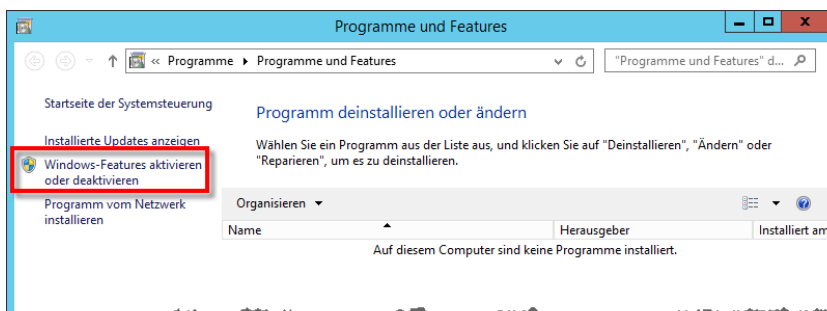 Programme und Features
« Programme ▸ Programme und Features
"Programme und Features" d...
Startseite der Systemsteuerung
Installierte Updates anzeigen
Windows-Features aktivieren
oder deaktivieren
Programm vom Netzwerk
installieren
Programm deinstallieren oder ändern
Wählen Sie ein Programm aus der Liste aus, und klicken Sie auf "Deinstallieren", "Ändern" oder
"Reparieren", um es zu deinstallieren.
Organisieren
Name Herausgeber Installiert am
Auf diesem Computer sind keine Programme installiert.